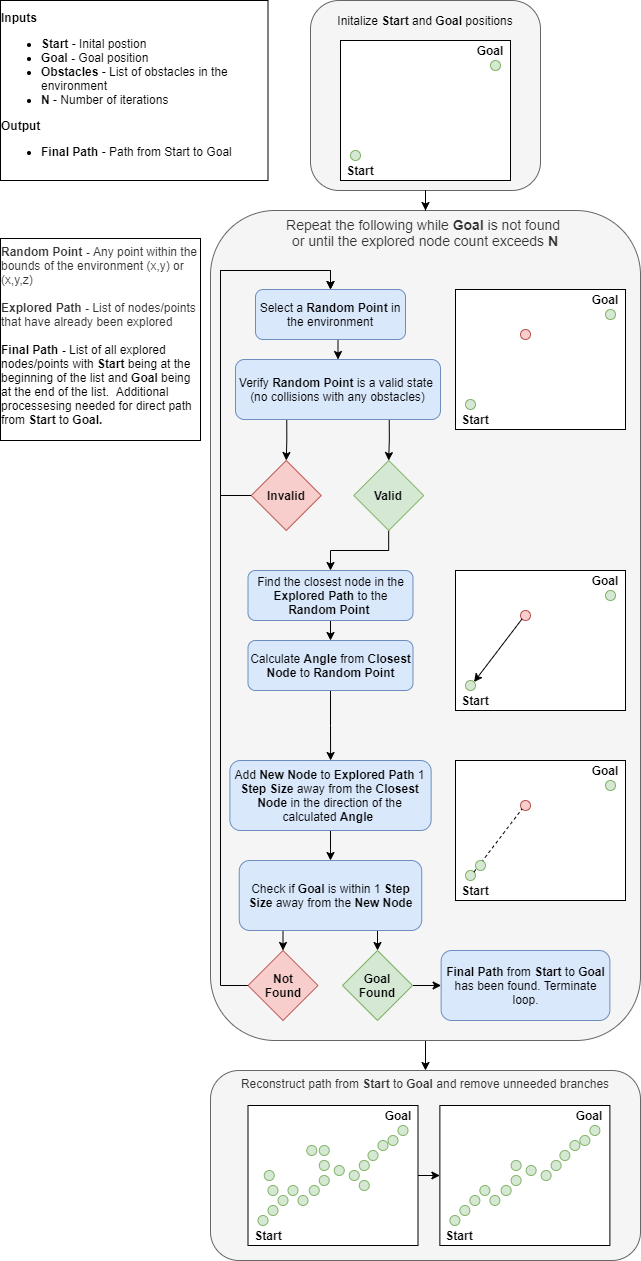 Inputs
Start - Inital postion
Goal - Goal position
Obstacles - List of obstacles in the
environment
N - Number of iterations
Output
Final Path - Path from Start to Goal
Initalize Start and Goal positions
Goal
Start
Random Point - Any point within the
bounds of the environment (x,y) or
(x,y,z)
Explored Path - List of nodes/points
that have already been explored
Final Path - List of all explored
nodes/points with Start being at the
beginning of the list and Goal being
at the end of the list. Additional
processesing needed for direct path
from Start to Goal.
Repeat the following while Goal is not found
or until the explored node count exceeds N
Select a Random Point in
the environment
Verify Random Point is a valid state
(no collisions with any obstacles)
Goal
Start
Invalid
Valid
Find the closest node in the
Explored Path to the
Random Point
Calculate Angle from Closest
Node to Random Point
Goal
Start
Add New Node to Explored Path 1
Step Size away from the Closest
Node in the direction of the
calculated Angle
Goal
Start
Check if Goal is within 1 Step
Size away from the New Node
Not
Found
Goal
Found
Final Path from Start to Goal
has been found. Terminate
loop.
Reconstruct path from Start to Goal and remove unneeded branches
Goal
Start
Goal
Start